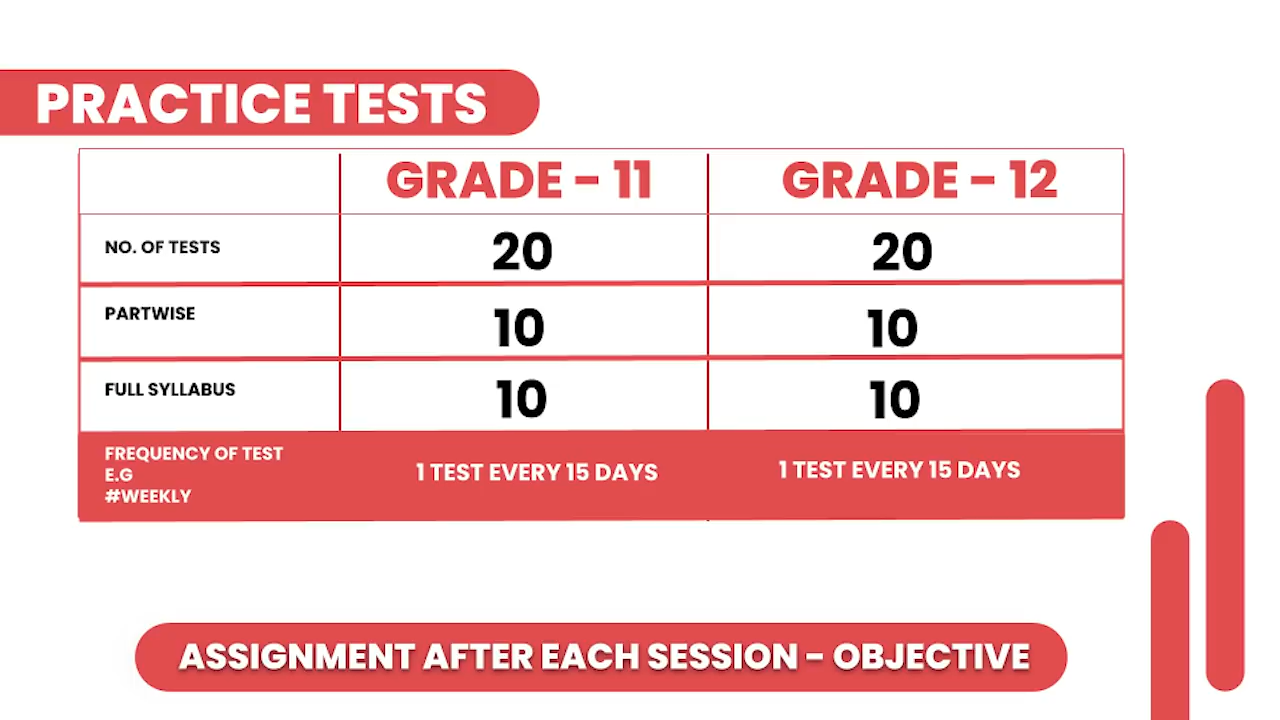 PRACTICE TESTS
GRADE - 11 GRADE - 12
NO. OF TESTS 20 20
PARTWISE 10 10
FULL SYLLABUS 10 10
FREQUENCY OF TEST
E.G
#WEEKLY
1 TEST EVERY 15 DAYS 1 TEST EVERY 15 DAYS
ASSIGNMENT AFTER EACH SESSION - OBJECTIVE